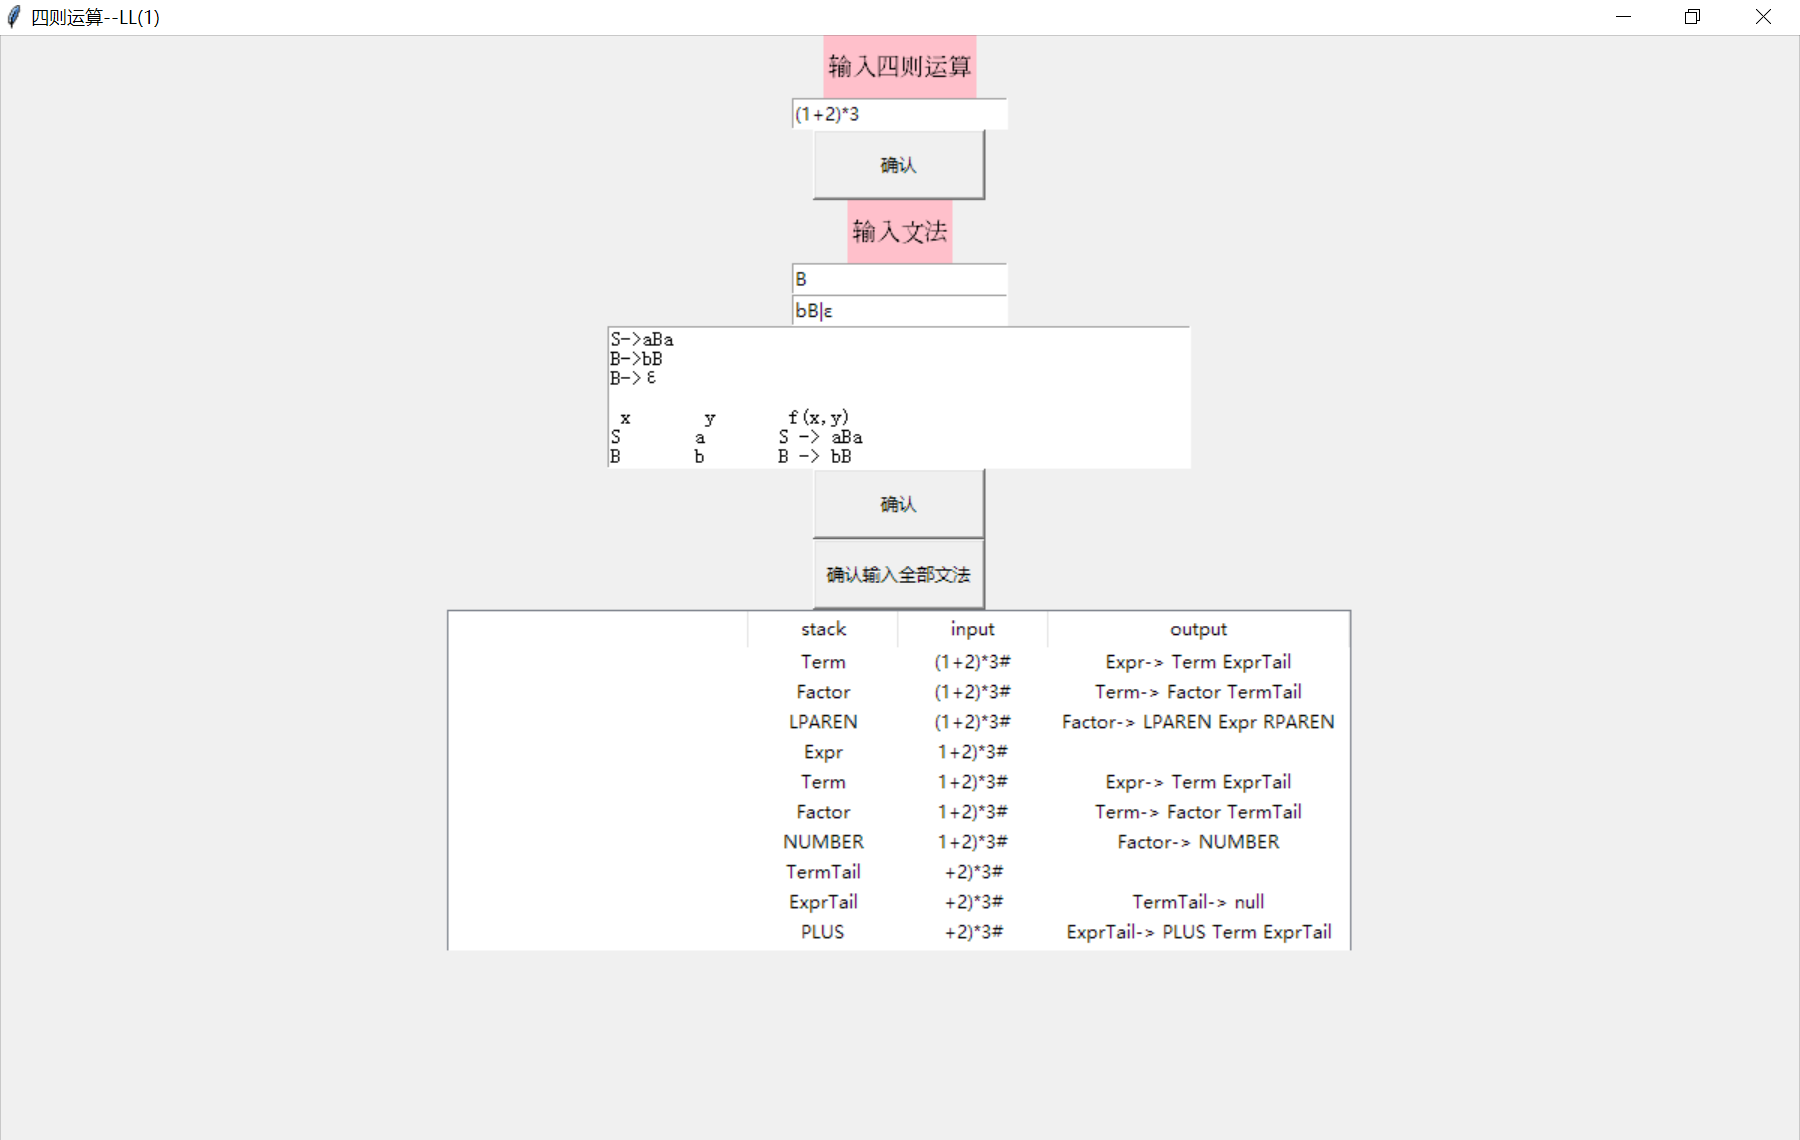 四则运算--LL(1)
输入四则运算
(1+2)*3
确认
输入文法
B
bB|ε
S->aBa
B->bB
B->ε
x y f(x,y)
S a S -> aBa
B b B -> bB
确认
确认输入全部文法
stack input output
Term (1+2)*3# Expr-> Term ExprTail
Factor (1+2)*3# Term-> Factor TermTail
LPAREN (1+2)*3# Factor-> LPAREN Expr RPAREN
Expr 1+2)*3#
Term 1+2)*3# Expr-> Term ExprTail
Factor 1+2)*3# Term-> Factor TermTail
NUMBER 1+2)*3# Factor-> NUMBER
TermTail +2)*3#
ExprTail +2)*3# TermTail-> null
PLUS +2)*3# ExprTail-> PLUS Term ExprTail